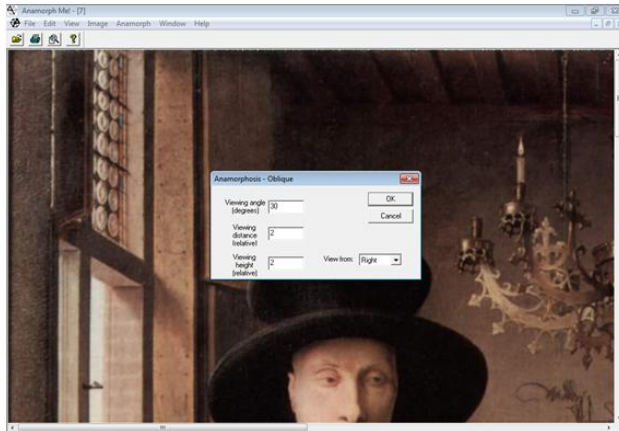 Anamorph Me! - [7]
File Edit View Image Anamorph Window Help
Anamorphosis - Oblique
Viewing angle
(degrees)
30
OK
Cancel
Viewing
distance
(relative)
2
Viewing
height
(relative)
2
View from:
Right